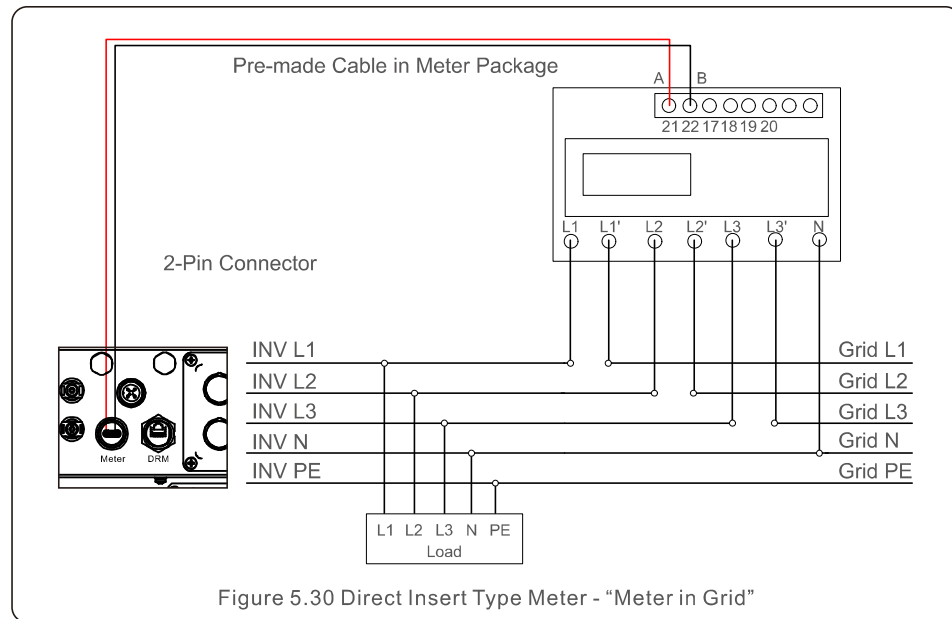 Pre-made Cable in Meter Package
A B
21 22 17 18 19 20
L1 L1' L2 L2' L3 L3' N
2-Pin Connector
INV L1 Grid L1
INV L2 Grid L2
INV L3 Grid L3
INV N Grid N
INV PE Grid PE
Meter DRM
L1 L2 L3 N PE
Load
Figure 5.30 Direct Insert Type Meter - “Meter in Grid”